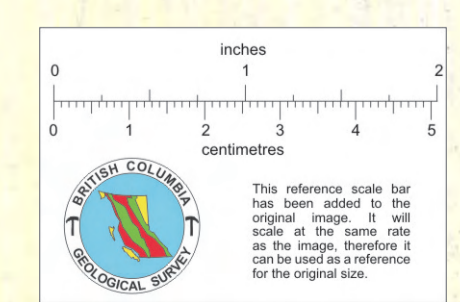 inches
0 1 2
0 1 2 3 4 5
centimetres
BRITISH COLUMBIA
GEOLOGICAL SURVEY
This reference scale bar
has been added to the
original image. It will
scale at the same rate
as the image, therefore it
can be used as a reference
for the original size.